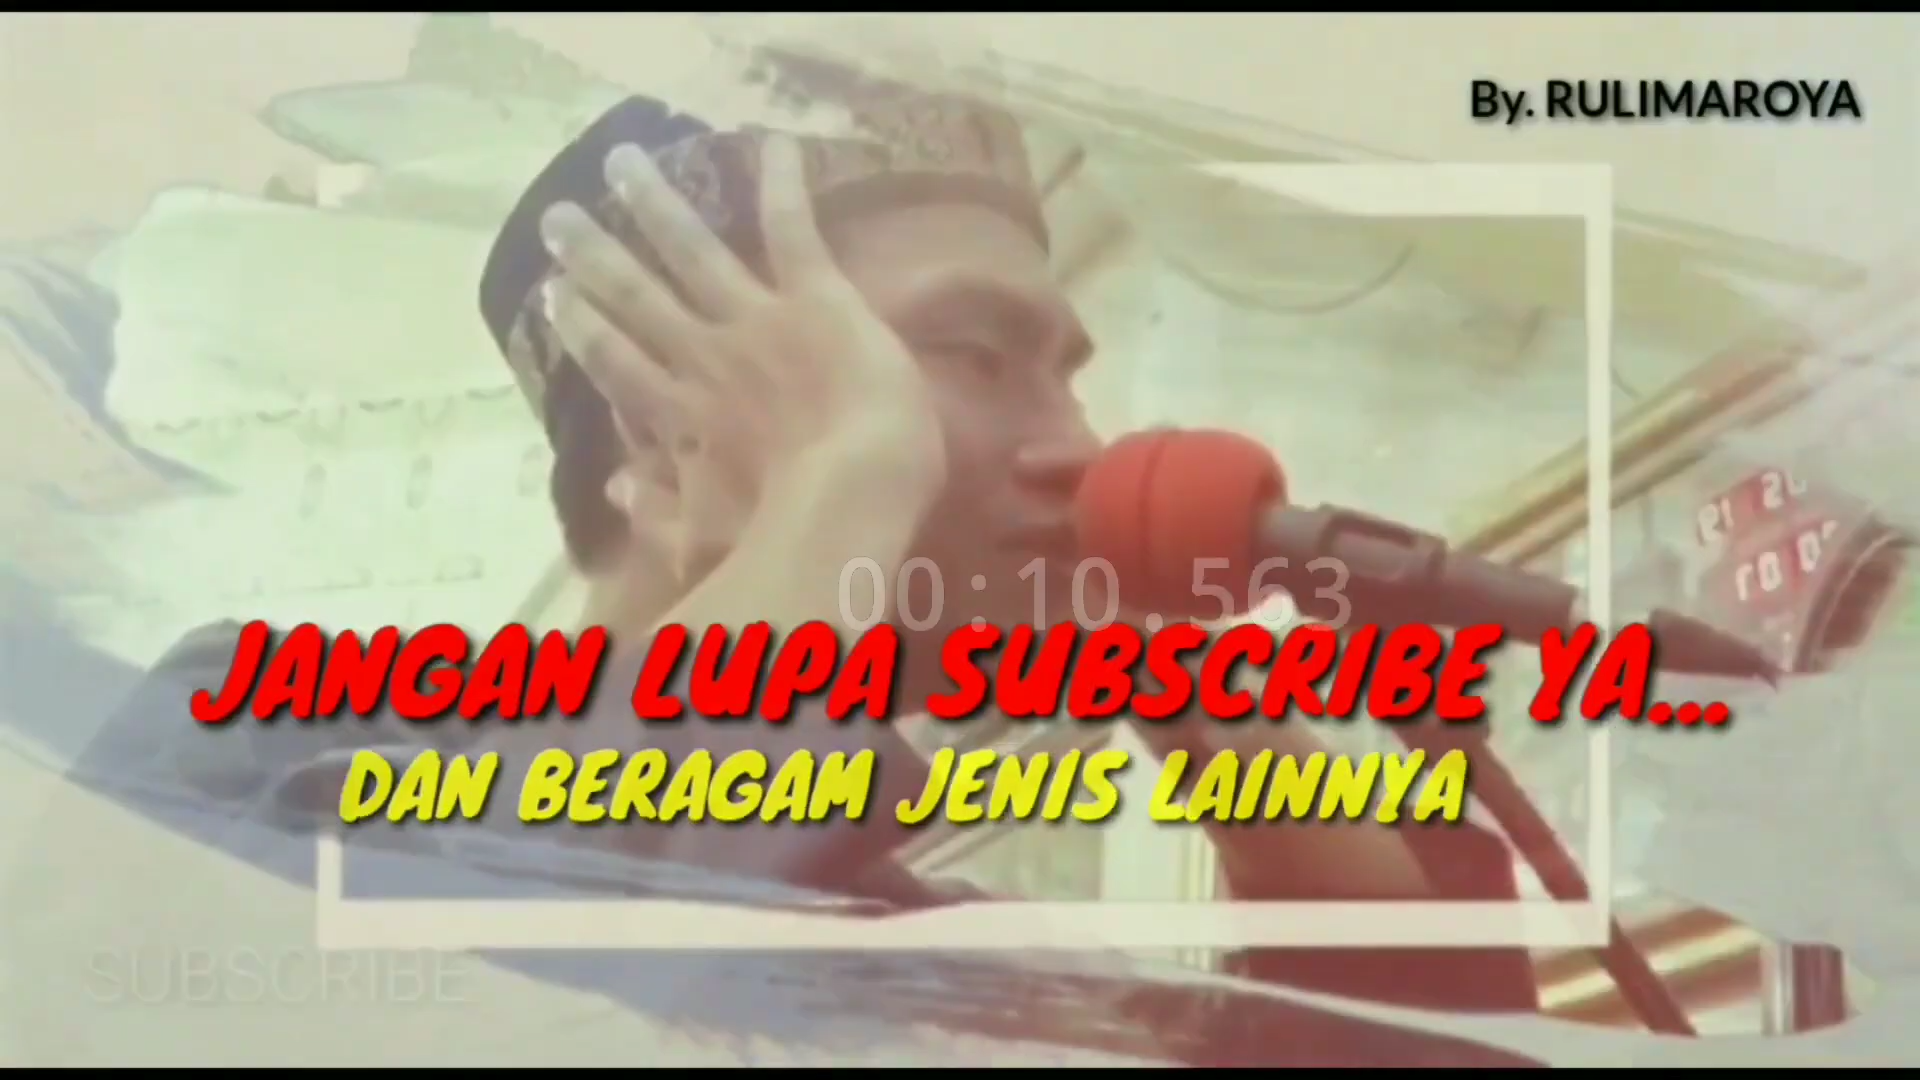 By. RULIMAROYA
00:10.563
JANGAN LUPA SUBSCRIBE YA...
DAN BERAGAM JENIS LAINNYA
SUBSCRIBE